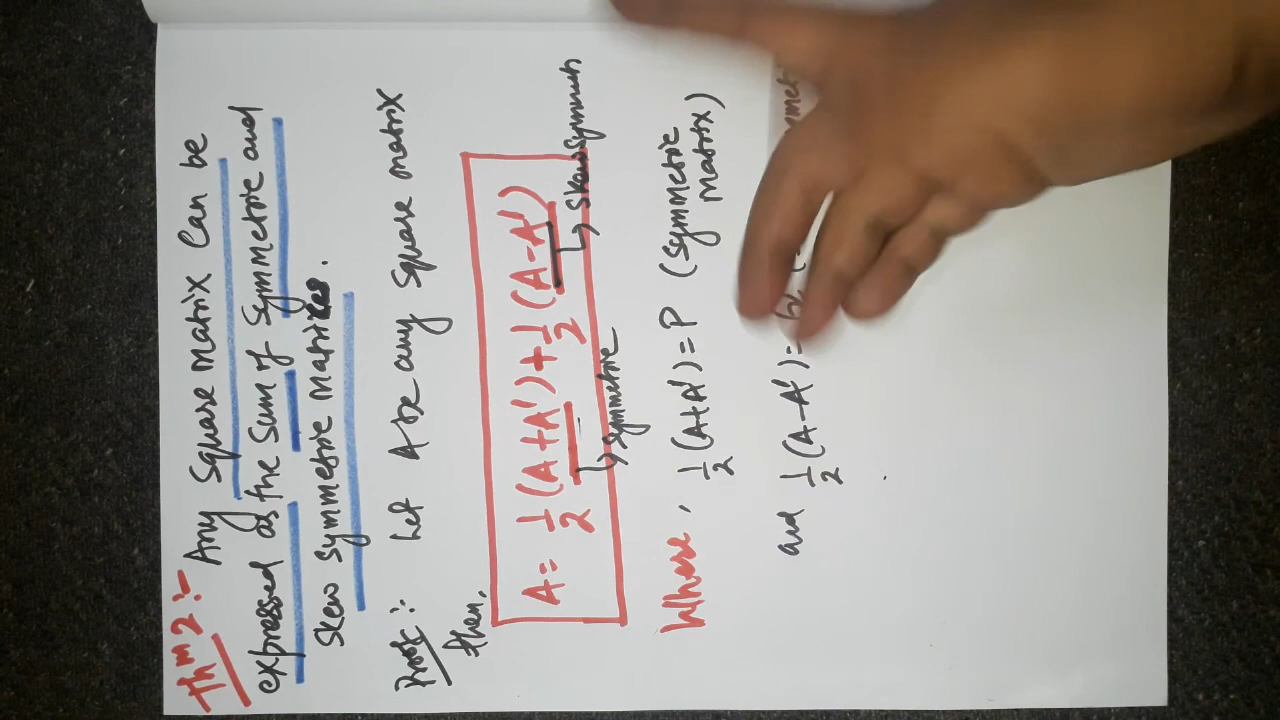 Thm 2 :- Any Square matrix Can be
expressed as the Sum of Symmetric and
Skew Symmetric matrices.
Proof :- Let A be any Square matrix
then,
A = 1/2 (A+A') + 1/2 (A-A')
↳ Symmetric ↳ Skew Symm
Where, 1/2 (A+A') = P (Symmetric Matrix)
and 1/2 (A-A') =